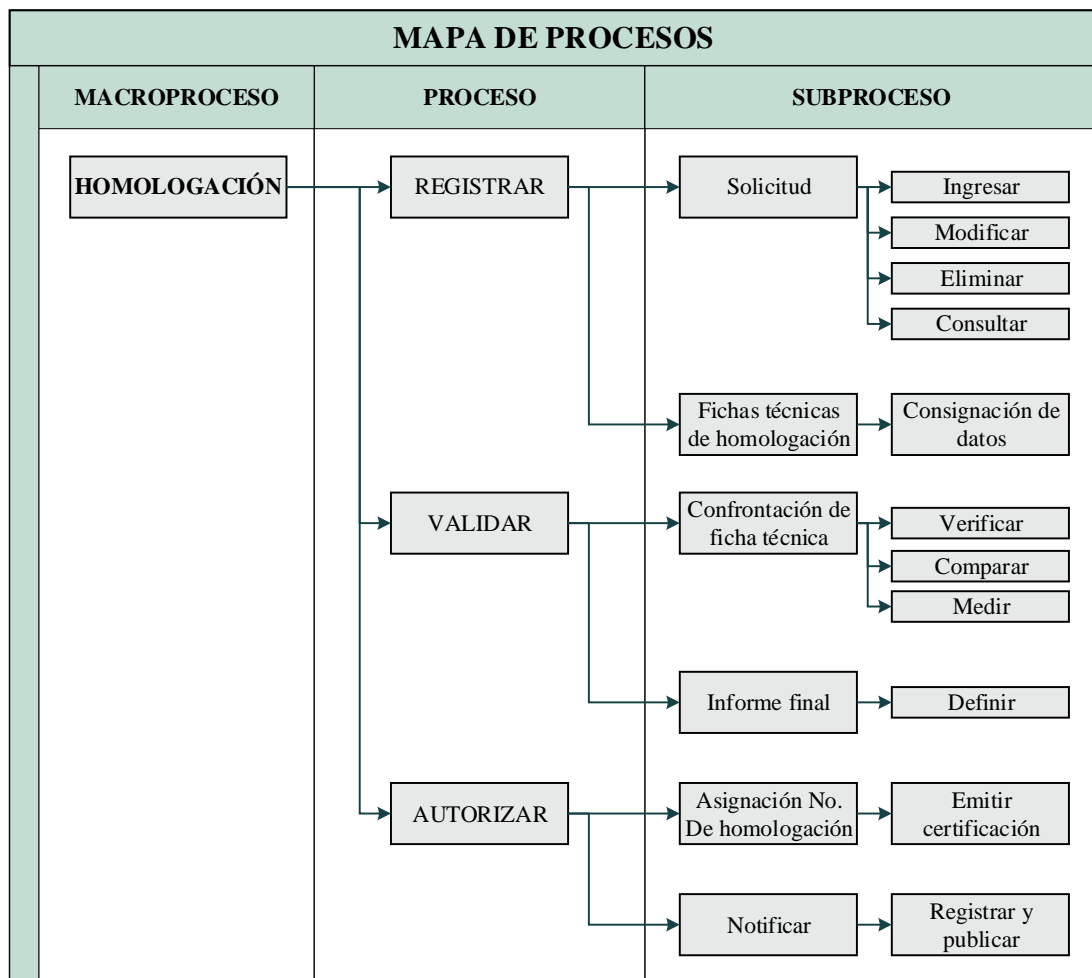 MAPA DE PROCESOS
MACROPROCESO
PROCESO
SUBPROCESO
HOMOLOGACIÓN
REGISTRAR
Solicitud
Ingresar
Modificar
Eliminar
Consultar
Fichas técnicas
de homologación
Consignación de
datos
VALIDAR
Confrontación de
ficha técnica
Verificar
Comparar
Medir
Informe final
Definir
AUTORIZAR
Asignación No.
De homologación
Emitir
certificación
Notificar
Registrar y
publicar